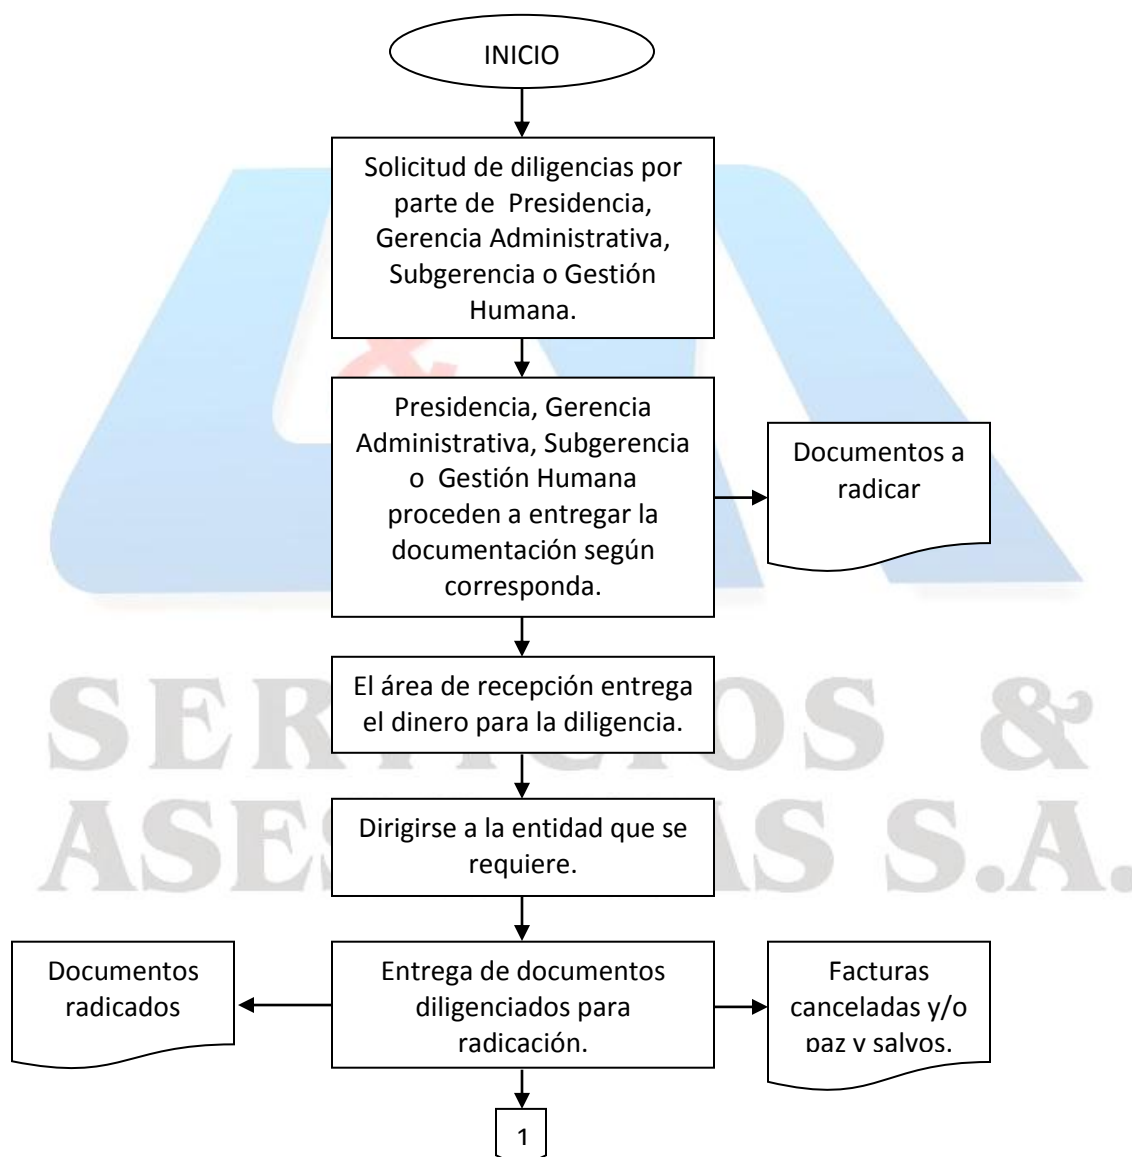 INICIO
Solicitud de diligencias por
parte de Presidencia,
Gerencia Administrativa,
Subgerencia o Gestión
Humana.
Presidencia, Gerencia
Administrativa, Subgerencia
o Gestión Humana
proceden a entregar la
documentación según
corresponda.
Documentos a
radicar
El área de recepción entrega
el dinero para la diligencia.
Dirigirse a la entidad que se
requiere.
Documentos
radicados
Entrega de documentos
diligenciados para
radicación.
Facturas
canceladas y/o
paz y salvos.
1
&
SERVICIOS &
S.A.